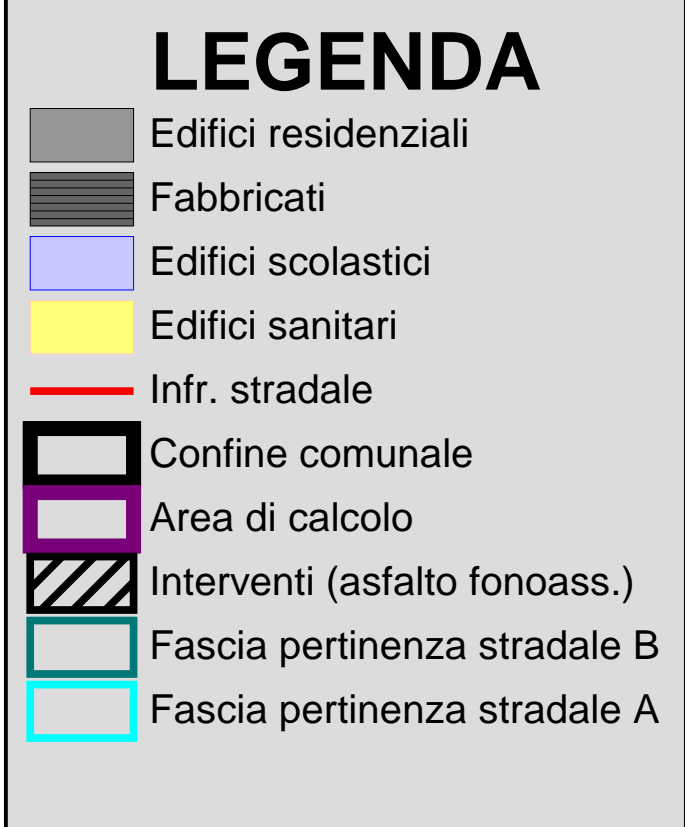 LEGENDA
Edifici residenziali
Fabbricati
Edifici scolastici
Edifici sanitari
Infr. stradale
Confine comunale
Area di calcolo
Interventi (asfalto fonoass.)
Fascia pertinenza stradale B
Fascia pertinenza stradale A